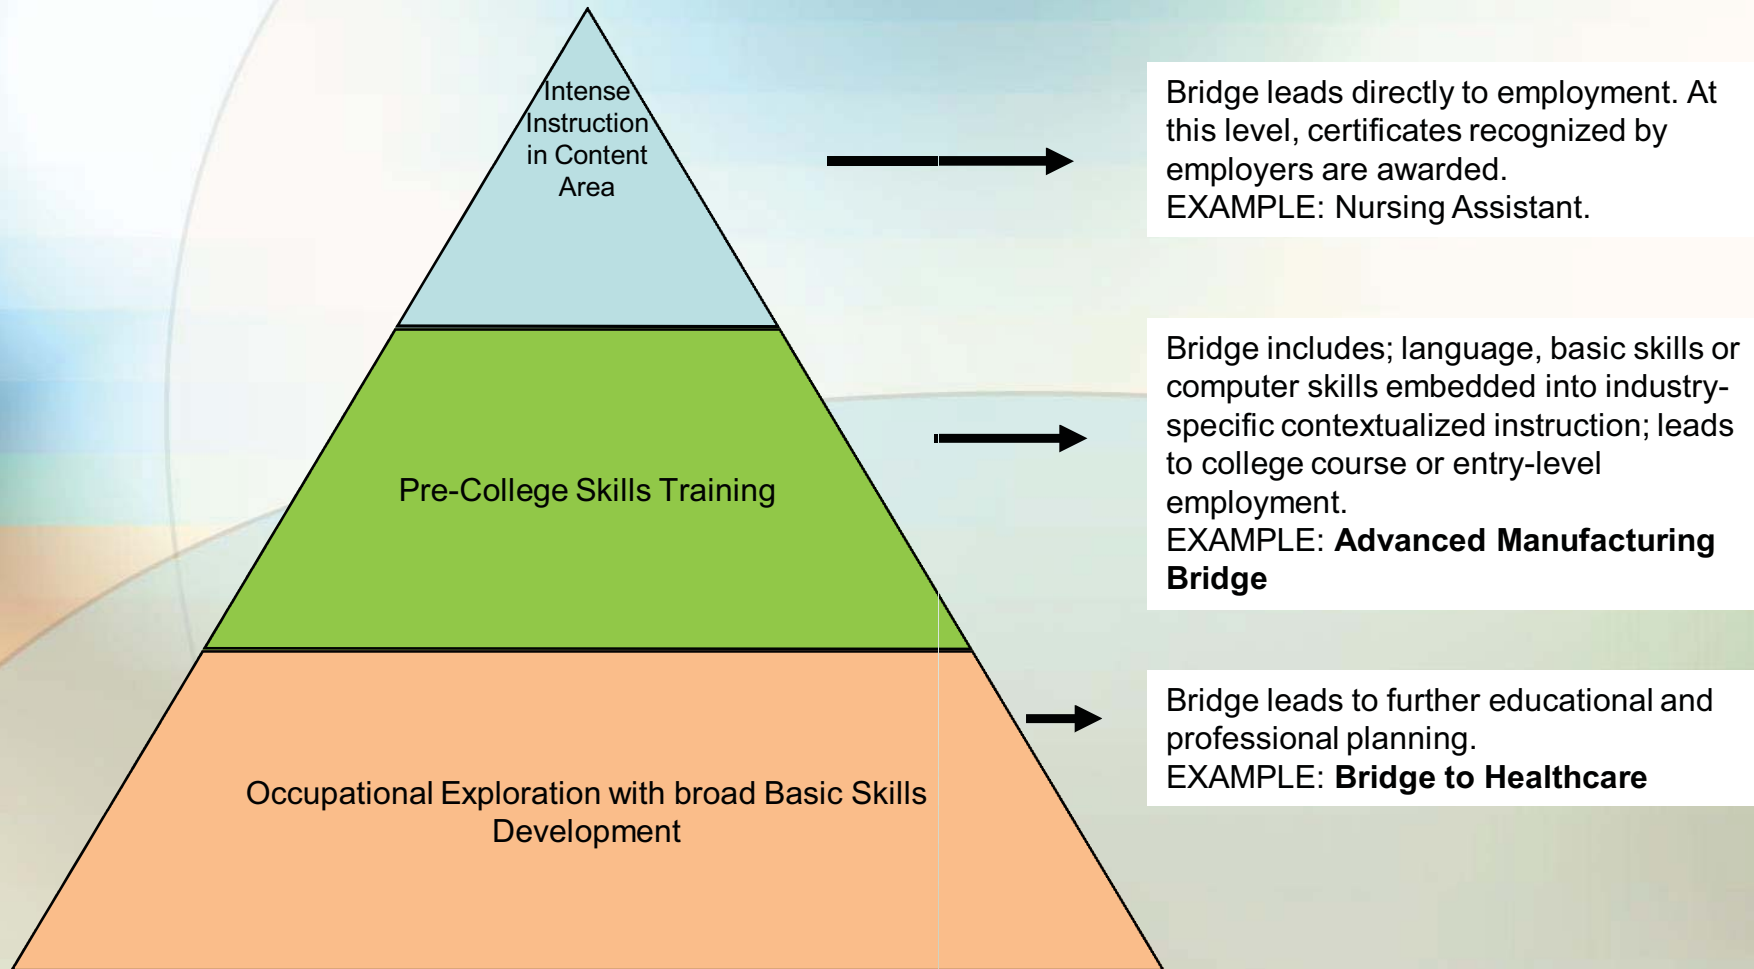 Intense
Instruction
in Content
Area
Bridge leads directly to employment. At
this level, certificates recognized by
employers are awarded.
EXAMPLE: Nursing Assistant.
Pre-College Skills Training
Bridge includes; language, basic skills or
computer skills embedded into industry-
specific contextualized instruction; leads
to college course or entry-level
employment.
EXAMPLE: Advanced Manufacturing
Bridge
Occupational Exploration with broad Basic Skills
Development
Bridge leads to further educational and
professional planning.
EXAMPLE: Bridge to Healthcare